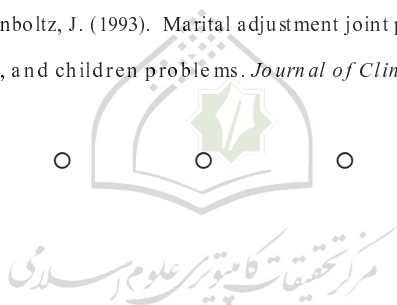 nboltz, J. (1993). Marital adjustment joint p
, and children problems. Journal of Clin
مرکز تحقیقات کامپیوتری علوم اسلامی